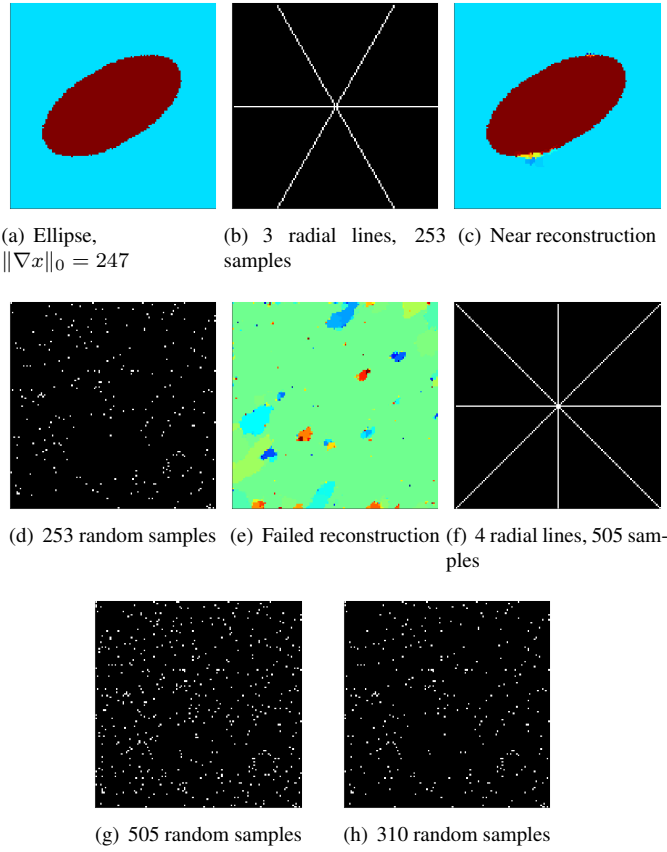 (a) Ellipse,
‖∇x‖₀ = 247
(b) 3 radial lines, 253
samples
(c) Near reconstruction
(d) 253 random samples
(e) Failed reconstruction
(f) 4 radial lines, 505 sam-
ples
(g) 505 random samples
(h) 310 random samples